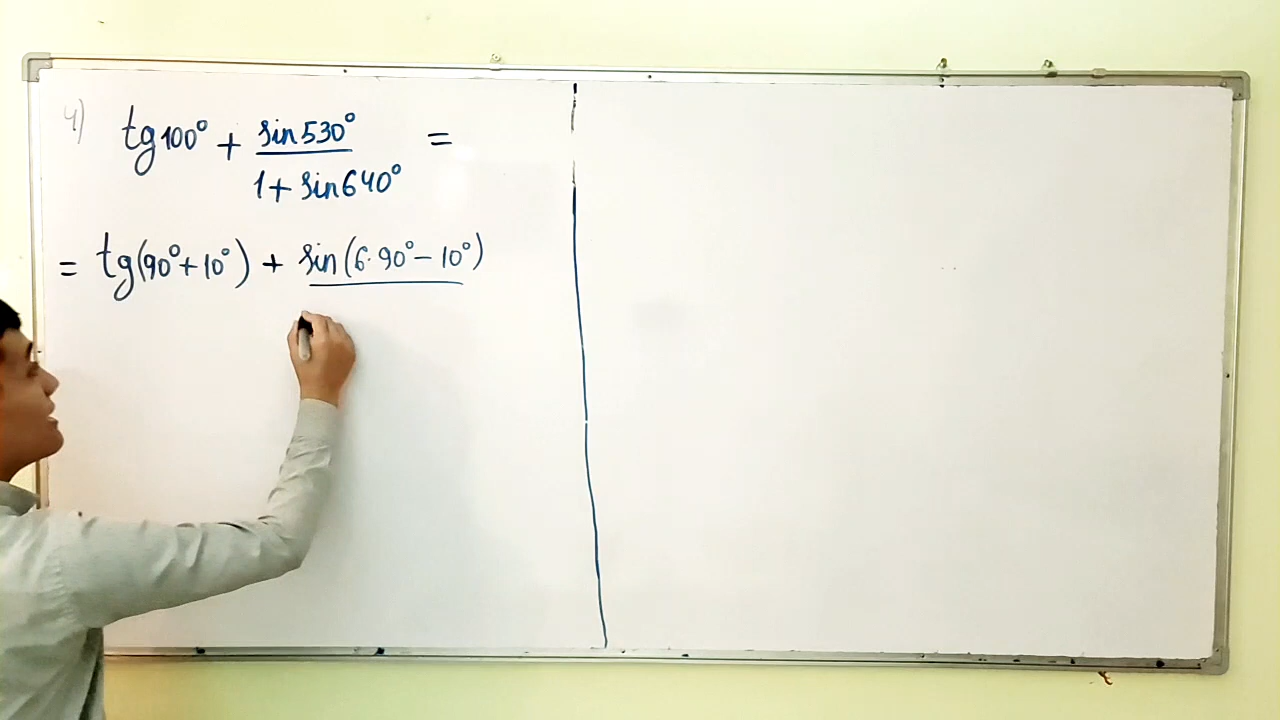 4) tg100° + sin530° / 1 + sin640° =
= tg(90° + 10°) + sin(6·90° − 10°)